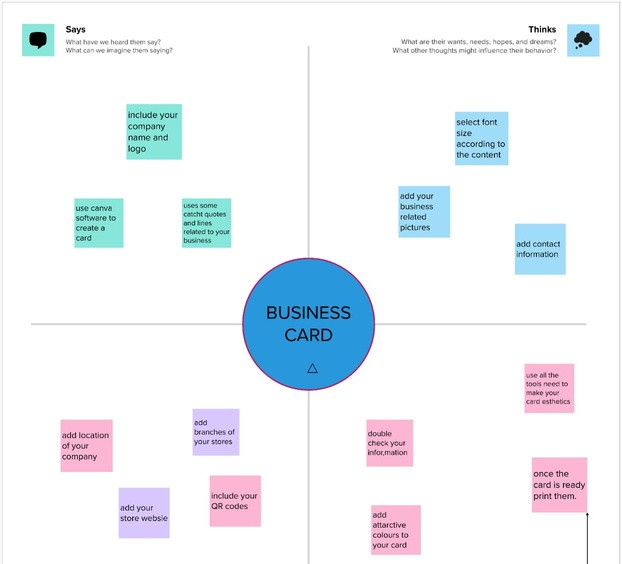 Says
What have we heard them say?
What can we imagine them saying?
Thinks
What are their wants, needs, hopes, and dreams?
What other thoughts might influence their behavior?
include your
company
name and
logo
use canva
software to
create a
card
uses some
catcht quotes
and lines
related to your
business
select font
size
according to
the content
add your
business
related
pictures
add contact
information
BUSINESS
CARD
add location
of your
company
add
branches of
your stores
add your
store websie
include your
QR codes
double
check your
infor,mation
add
attarctive
colours to
your card
use all the
tools need to
make your
card esthetics
once the
card is ready
print them.